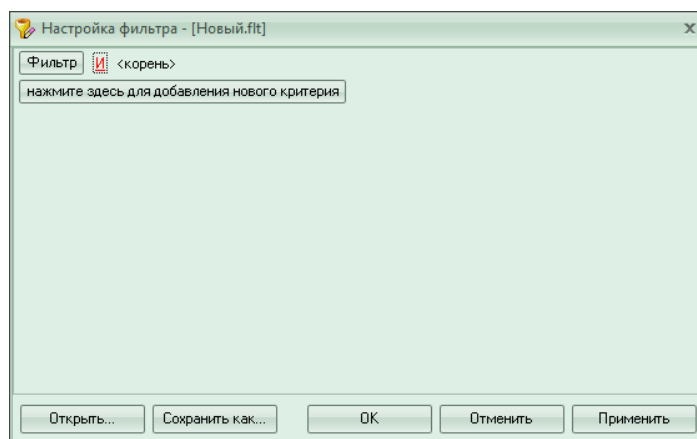 Настройка фильтра - [Новый.flt]
Фильтр И <корень>
нажмите здесь для добавления нового критерия
Открыть... Сохранить как... OK Отменить Применить